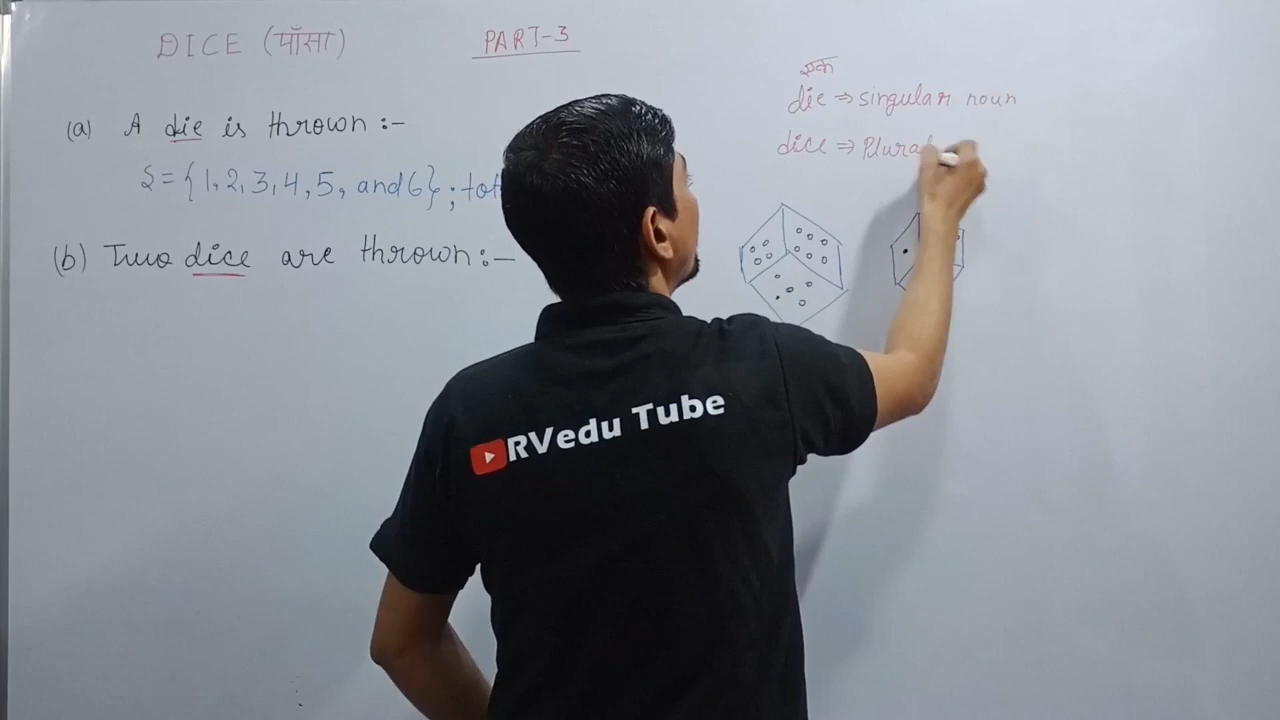 DICE (पाँसा)
PART-3
(a) A die is thrown :-
S = {1, 2, 3, 4, 5, and 6} ; tot
(b) Two dice are thrown :-
एक
die ⇒ singular noun
dice ⇒ Plural
RVedu Tube